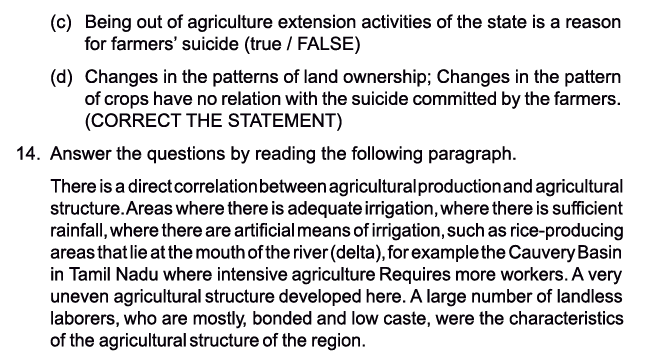 (c) Being out of agriculture extension activities of the state is a reason
for farmers' suicide (true / FALSE)
(d) Changes in the patterns of land ownership; Changes in the pattern
of crops have no relation with the suicide committed by the farmers.
(CORRECT THE STATEMENT)
14. Answer the questions by reading the following paragraph.
There is a direct correlation between agricultural production and agricultural
structure. Areas where there is adequate irrigation, where there is sufficient
rainfall, where there are artificial means of irrigation, such as rice-producing
areas that lie at the mouth of the river (delta), for example the Cauvery Basin
in Tamil Nadu where intensive agriculture Requires more workers. A very
uneven agricultural structure developed here. A large number of landless
laborers, who are mostly, bonded and low caste, were the characteristics
of the agricultural structure of the region.